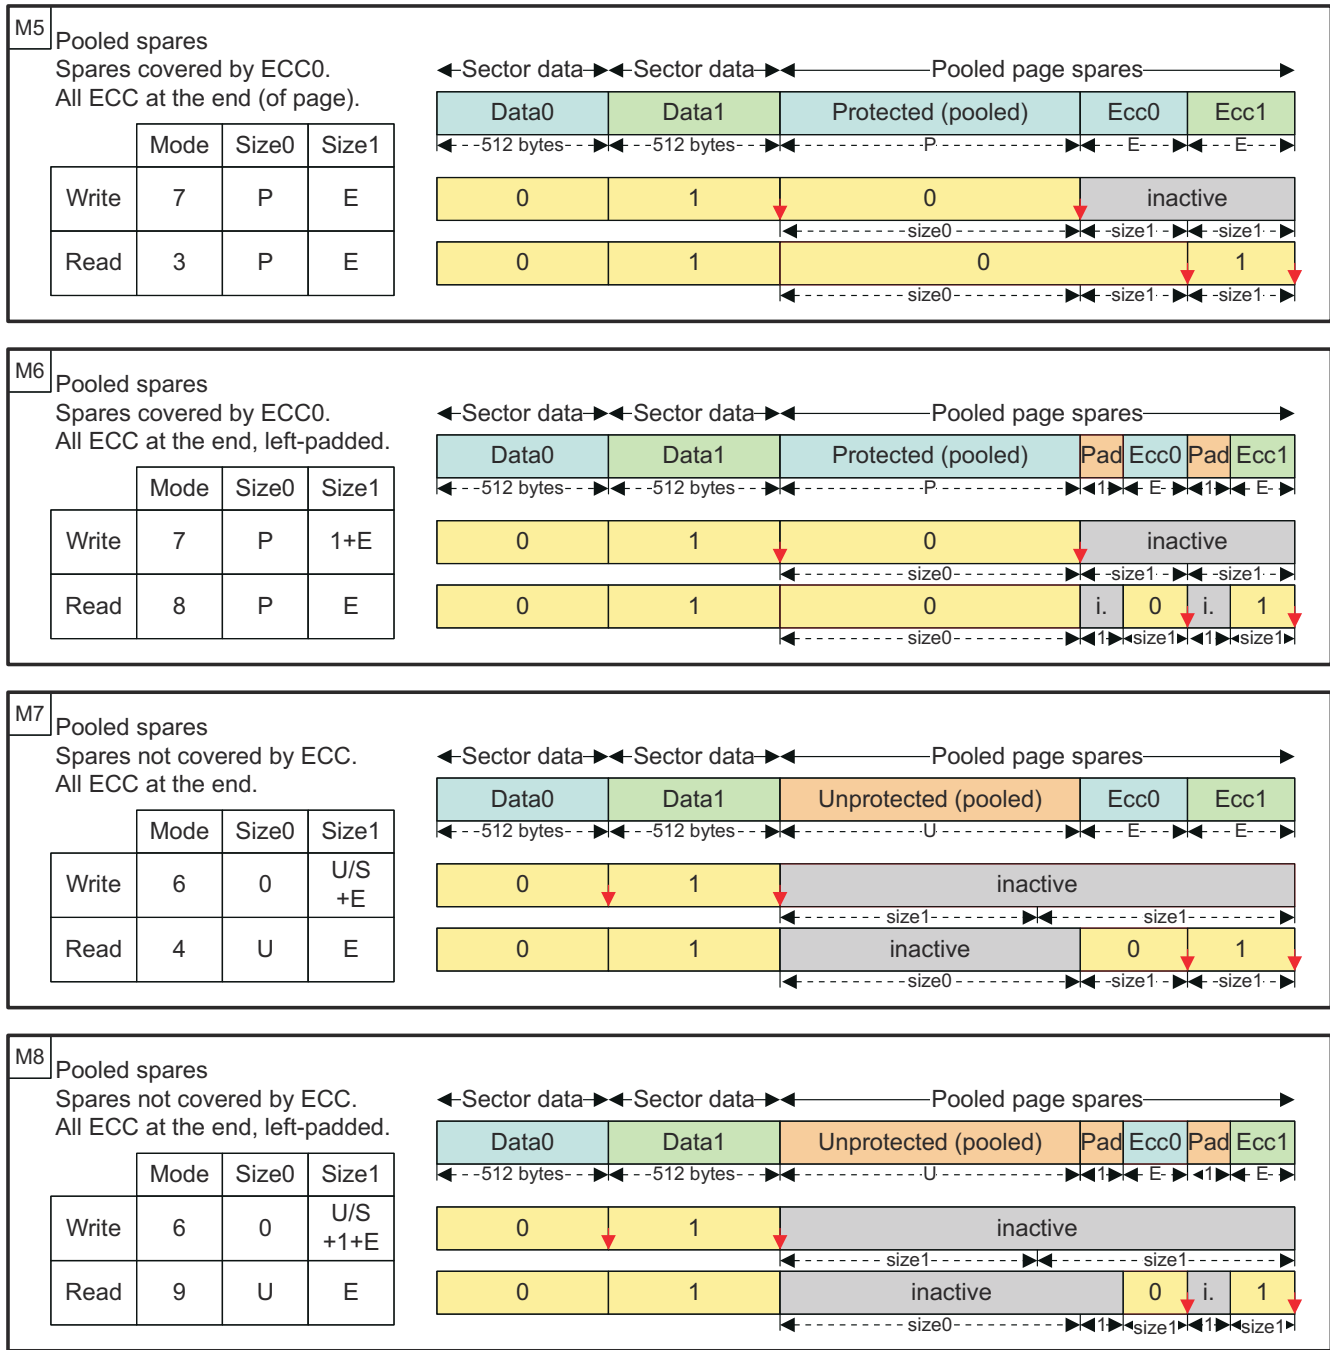 M5
Pooled spares
Spares covered by ECC0.
All ECC at the end (of page).
Mode Size0 Size1
Write 7 P E
Read 3 P E
Sector data Sector data Pooled page spares
Data0 Data1 Protected (pooled) Ecc0 Ecc1
512 bytes 512 bytes P E E
0 1 0 inactive
size0 size1 size1
0 1 0 1
size0 size1 size1
M6
Pooled spares
Spares covered by ECC0.
All ECC at the end, left-padded.
Mode Size0 Size1
Write 7 P 1+E
Read 8 P E
Sector data Sector data Pooled page spares
Data0 Data1 Protected (pooled) Pad Ecc0 Pad Ecc1
512 bytes 512 bytes P 1 E 1 E
0 1 0 inactive
size0 size1 size1
0 1 0 i. 0 i. 1
size0 1 size1 1 size1
M7
Pooled spares
Spares not covered by ECC.
All ECC at the end.
Mode Size0 Size1
Write 6 0 U/S
+E
Read 4 U E
Sector data Sector data Pooled page spares
Data0 Data1 Unprotected (pooled) Ecc0 Ecc1
512 bytes 512 bytes U E E
0 1 inactive
size1 size1
0 1 inactive 0 1
size0 size1 size1
M8
Pooled spares
Spares not covered by ECC.
All ECC at the end, left-padded.
Mode Size0 Size1
Write 6 0 U/S
+1+E
Read 9 U E
Sector data Sector data Pooled page spares
Data0 Data1 Unprotected (pooled) Pad Ecc0 Pad Ecc1
512 bytes 512 bytes U 1 E 1 E
0 1 inactive
size1 size1
0 1 inactive 0 i. 1
size0 1 size1 1 size1